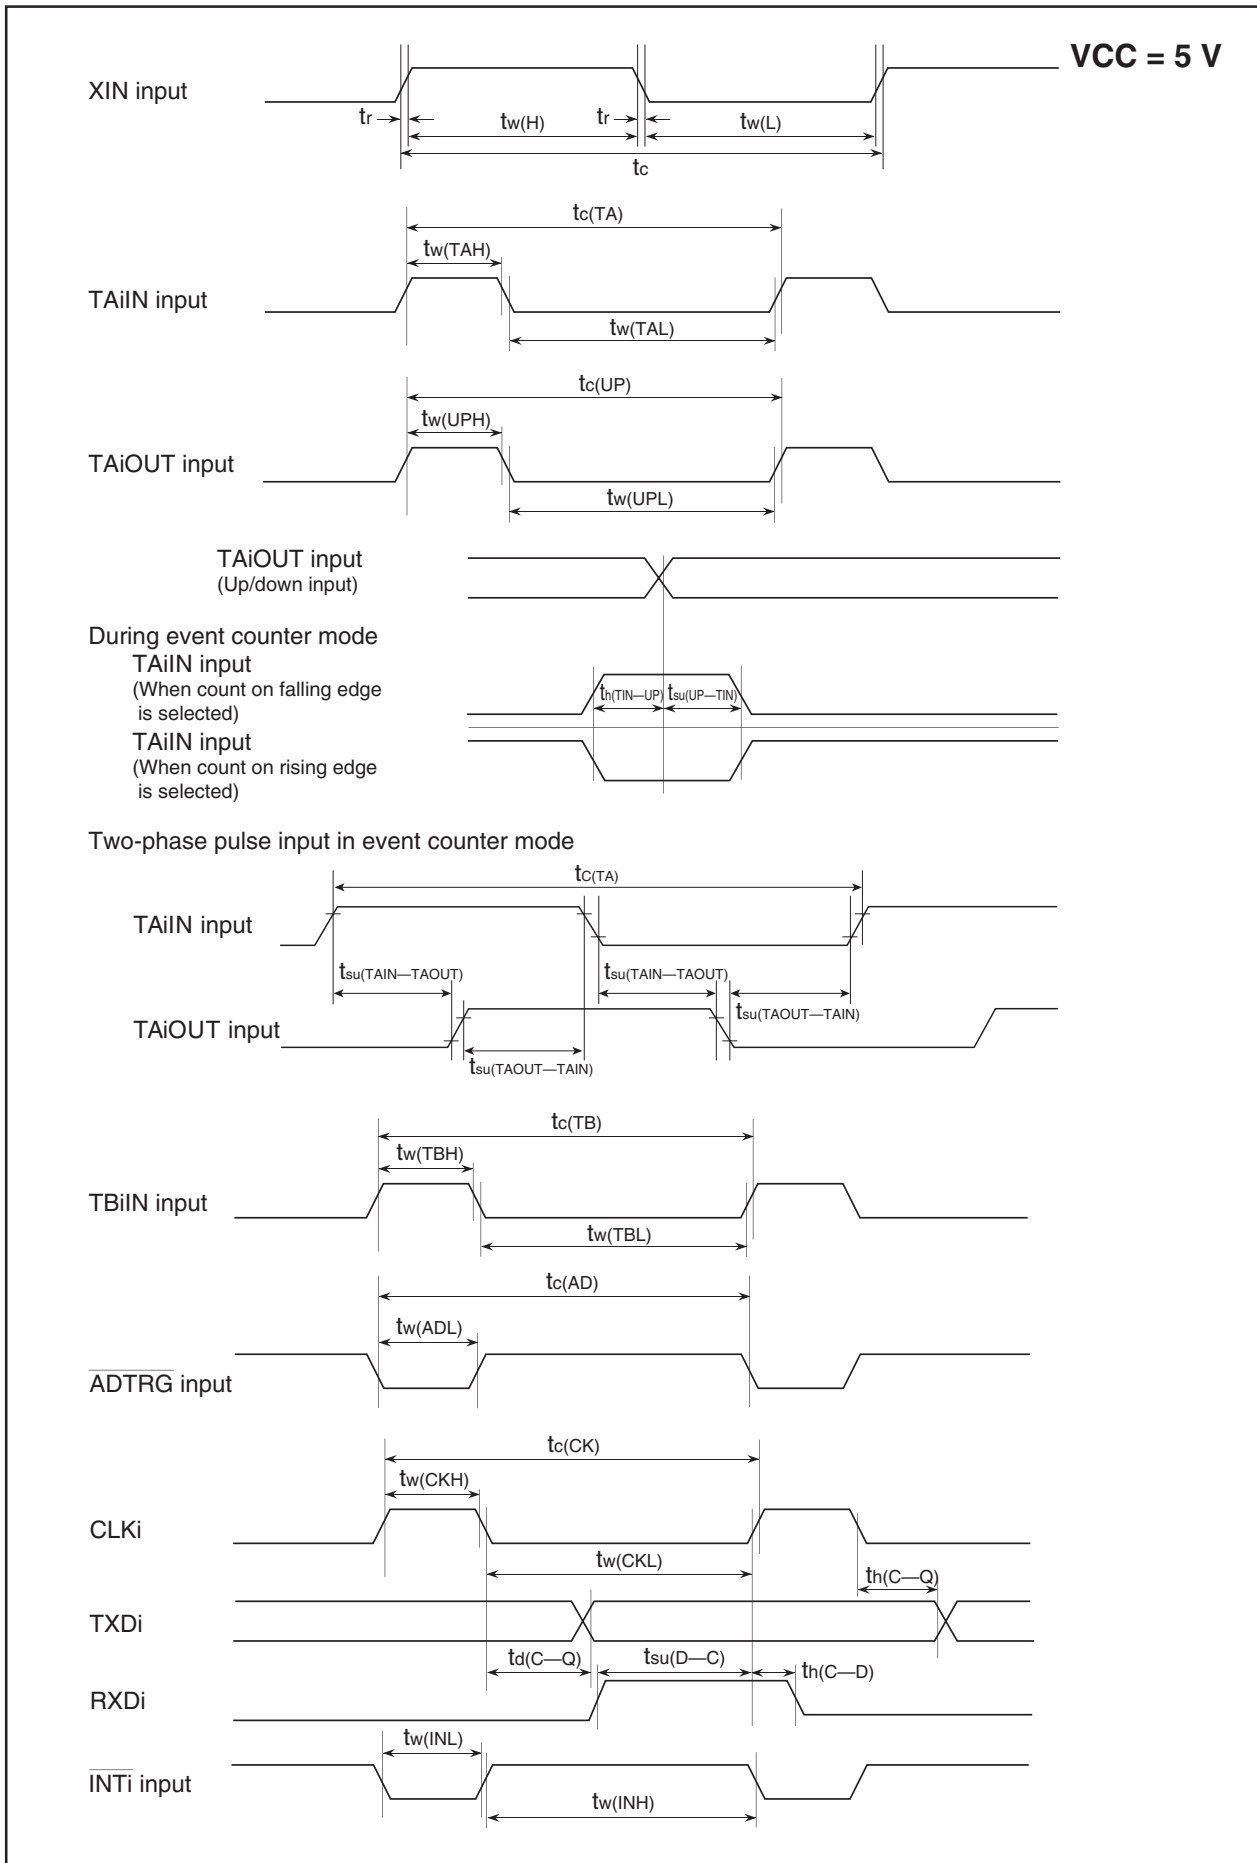 VCC = 5 V
XIN input
tr
tw(H)
tr
tw(L)
tc
tc(TA)
tw(TAH)
TAiIN input
tw(TAL)
tc(UP)
tw(UPH)
TAiOUT input
tw(UPL)
TAiOUT input
(Up/down input)
During event counter mode
TAiIN input
(When count on falling edge
is selected)
th(TIN—UP)
tsu(UP—TIN)
TAiIN input
(When count on rising edge
is selected)
Two-phase pulse input in event counter mode
tC(TA)
TAiIN input
tsu(TAIN—TAOUT)
tsu(TAIN—TAOUT)
tsu(TAOUT—TAIN)
TAiOUT input
tsu(TAOUT—TAIN)
tc(TB)
tw(TBH)
TBiIN input
tw(TBL)
tc(AD)
tw(ADL)
ADTRG input
tc(CK)
tw(CKH)
CLKi
tw(CKL)
th(C—Q)
TXDi
td(C—Q)
tsu(D—C)
th(C—D)
RXDi
tw(INL)
INTi input
tw(INH)